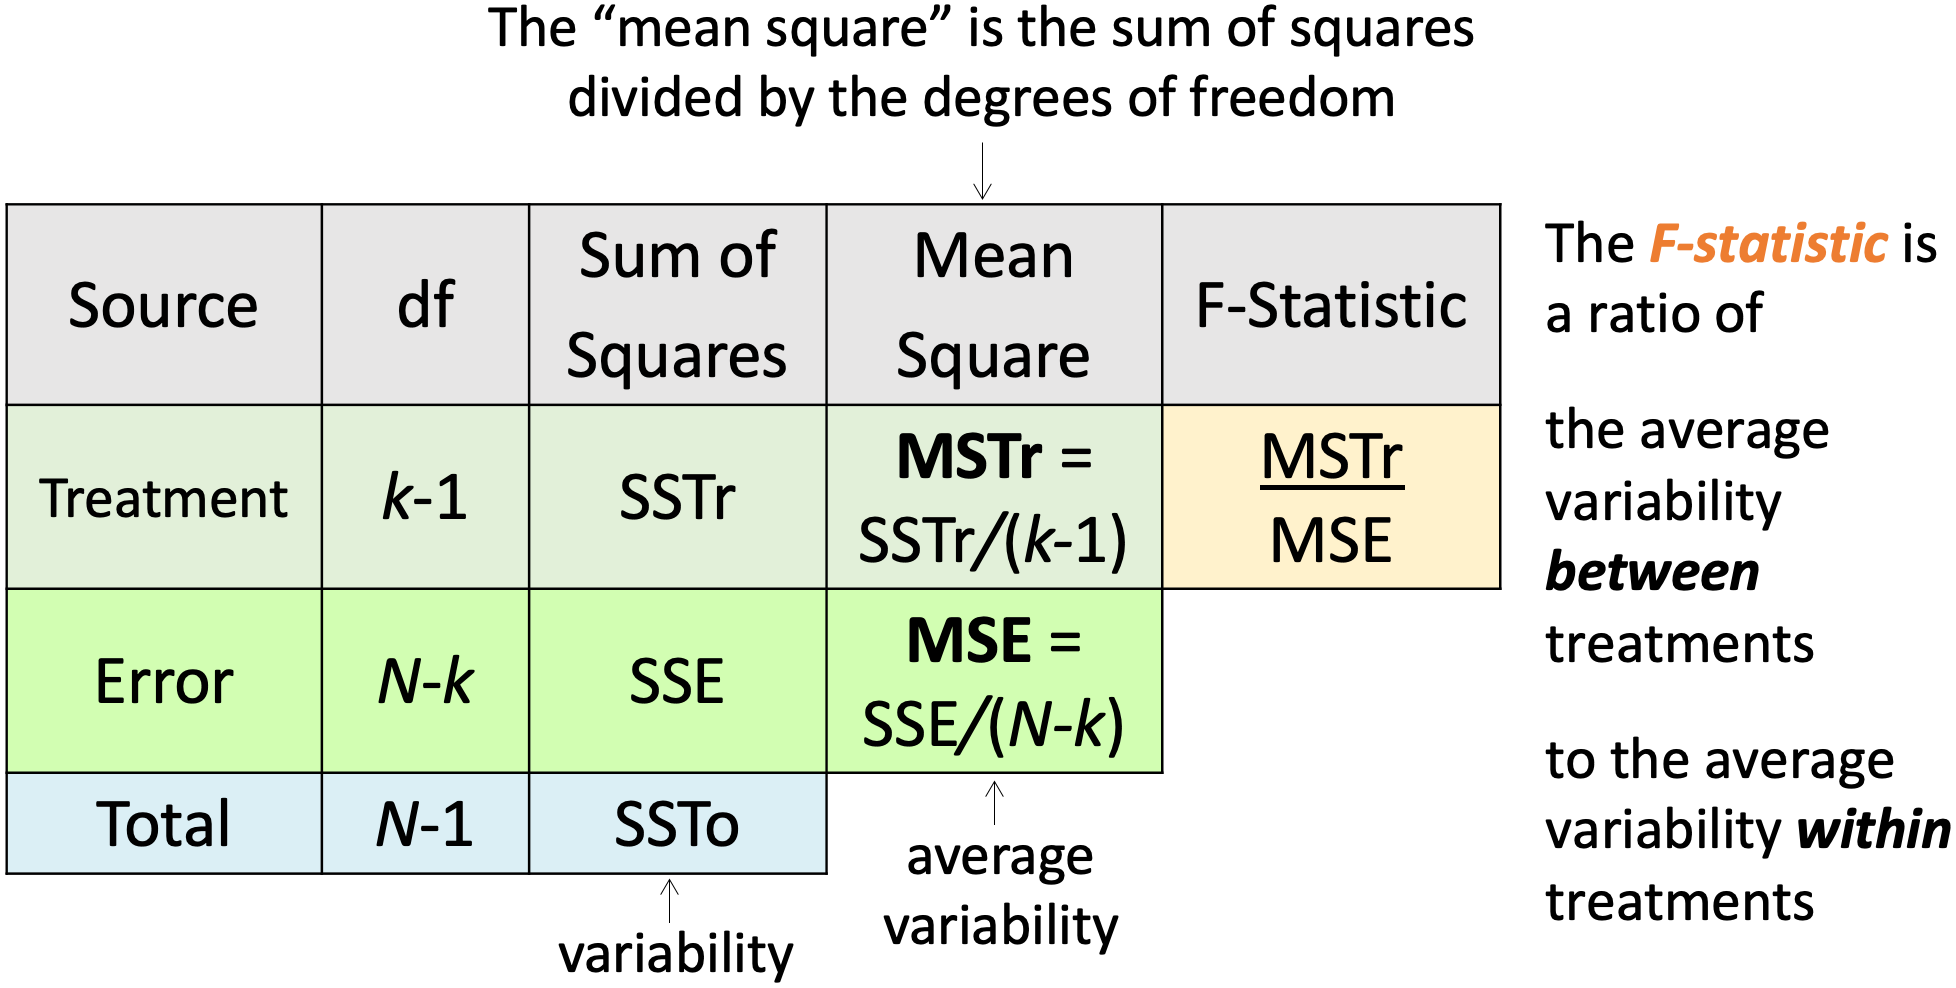 The “mean square” is the sum of squares
divided by the degrees of freedom
Source
df
Sum of
Squares
Mean
Square
F-Statistic
Treatment
k-1
SSTr
MSTr =
SSTr/(k-1)
MSTr
MSE
Error
N-k
SSE
MSE =
SSE/(N-k)
Total
N-1
SSTo
variability
average
variability
The F-statistic is
a ratio of
the average
variability
between
treatments
to the average
variability within
treatments